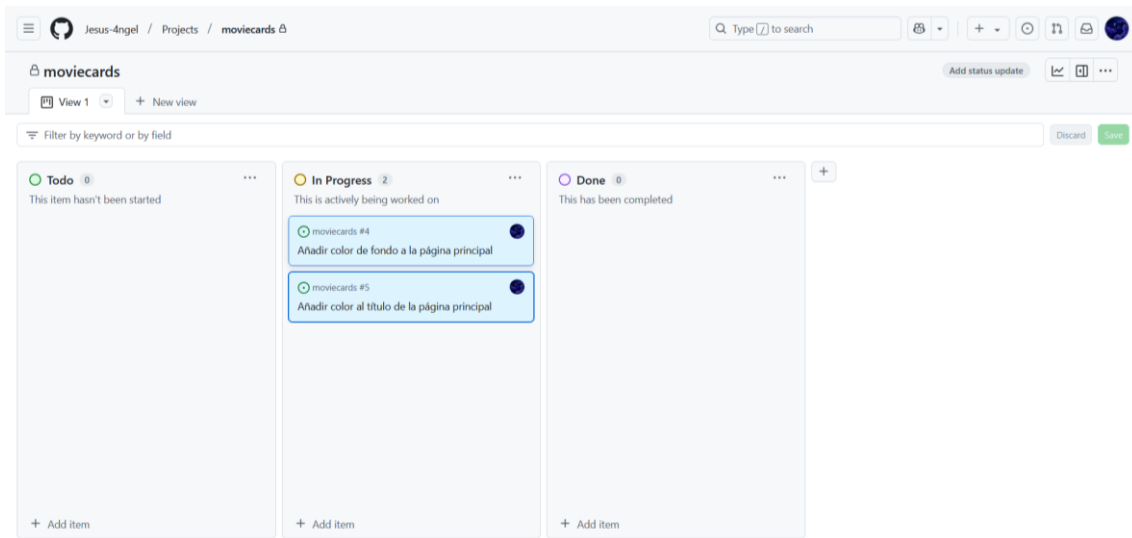 Jesus-4ngel / Projects / moviecards
Type / to search
moviecards
Add status update
View 1
+ New view
Filter by keyword or by field
Discard
Save
Todo 0
This item hasn't been started
+ Add item
In Progress 2
This is actively being worked on
moviecards #4
Añadir color de fondo a la página principal
moviecards #5
Añadir color al título de la página principal
+ Add item
Done 0
This has been completed
+ Add item